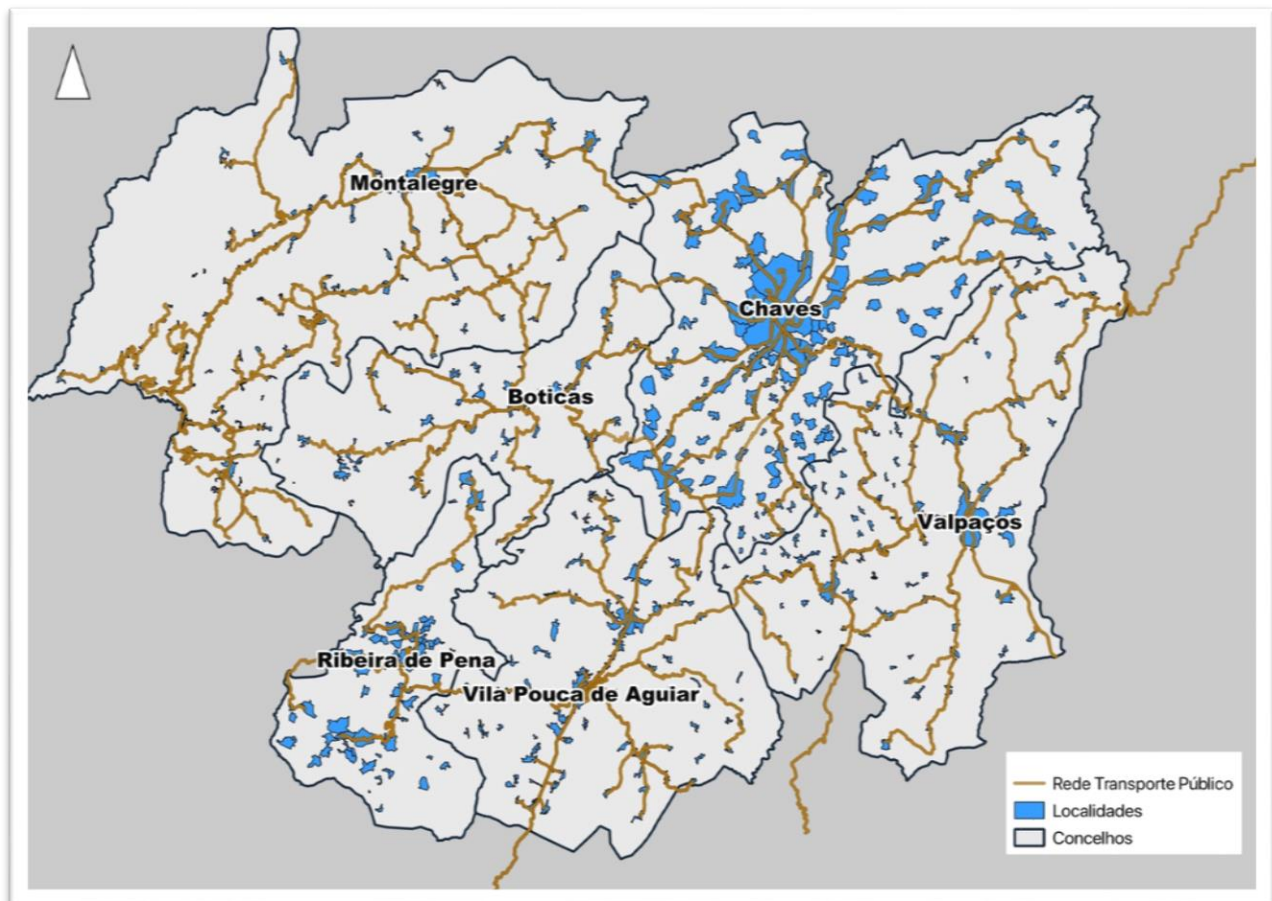 Montalegre
Chaves
Boticas
Valpaços
Ribeira de Pena
Vila Pouca de Aguiar
Rede Transporte Público
Localidades
Concelhos